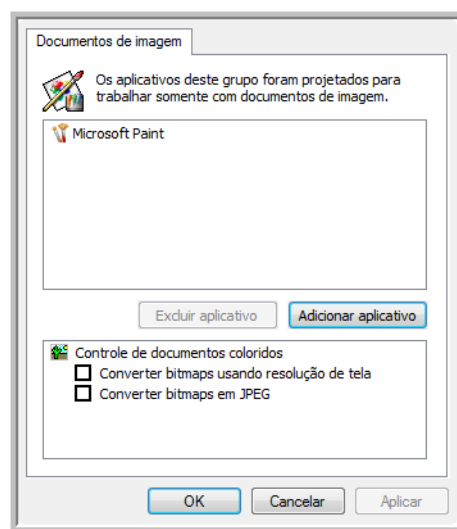 Documentos de imagem
Os aplicativos deste grupo foram projetados para
trabalhar somente com documentos de imagem.
Microsoft Paint
Excluir aplicativo
Adicionar aplicativo
Controle de documentos coloridos
Converter bitmaps usando resolução de tela
Converter bitmaps em JPEG
OK
Cancelar
Aplicar